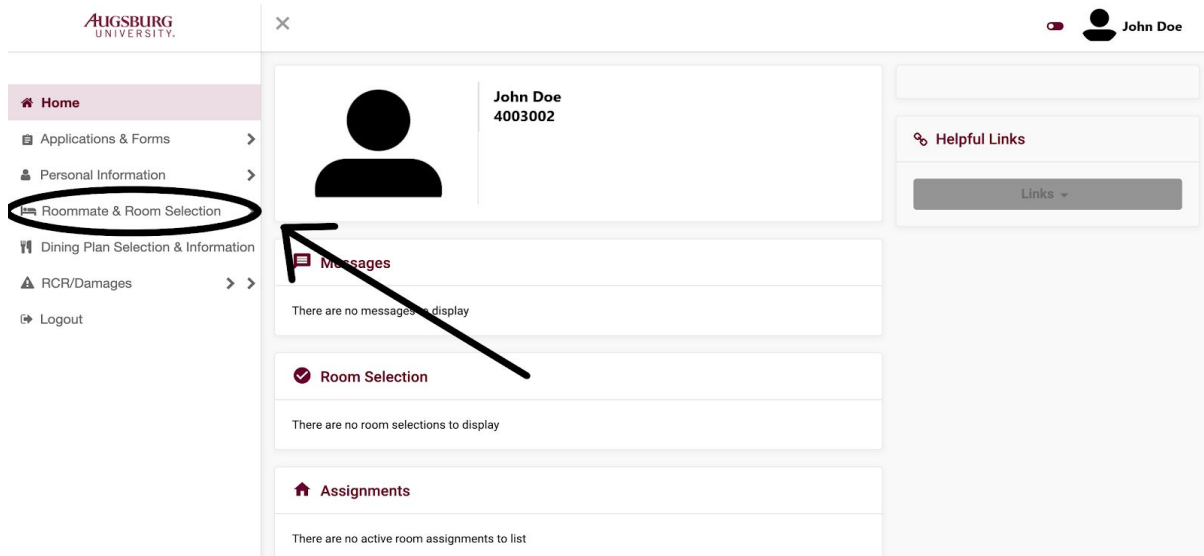 AUGSBURG
UNIVERSITY.
John Doe
Home
Applications & Forms
Personal Information
Roommate & Room Selection
Dining Plan Selection & Information
RCR/Damages
Logout
John Doe
4003002
Messages
There are no messages to display
Room Selection
There are no room selections to display
Assignments
There are no active room assignments to list
Helpful Links
Links